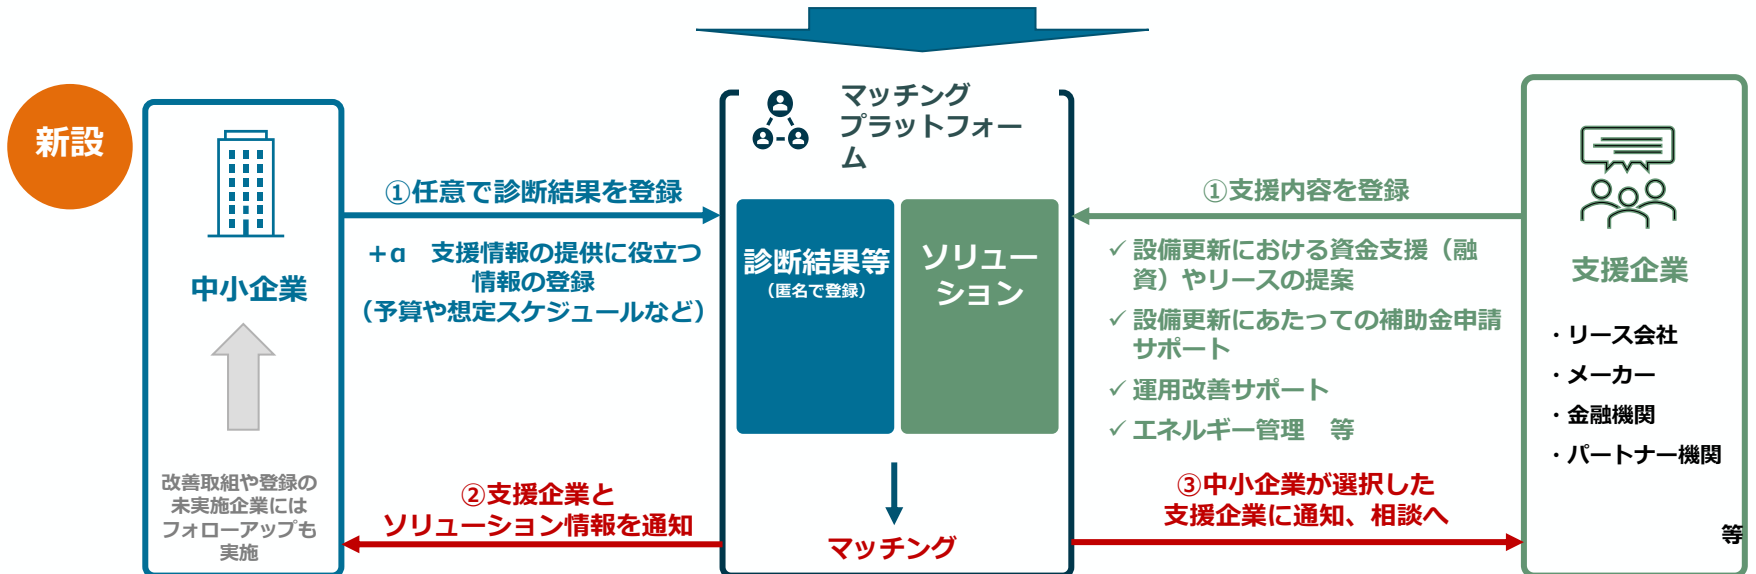 新設
中小企業
改善取組や登録の
未実施企業には
フォローアップも
実施
①任意で診断結果を登録
＋α　支援情報の提供に役立つ
情報の登録
（予算や想定スケジュールなど）
②支援企業と
ソリューション情報を通知
マッチング
プラットフォー
ム
診断結果等
（匿名で登録）
ソリュー
ション
マッチング
①支援内容を登録
✓ 設備更新における資金支援（融
資）やリースの提案
✓ 設備更新にあたっての補助金申請
サポート
✓ 運用改善サポート
✓ エネルギー管理　等
③中小企業が選択した
支援企業に通知、相談へ
支援企業
・リース会社
・メーカー
・金融機関
・パートナー機関
等